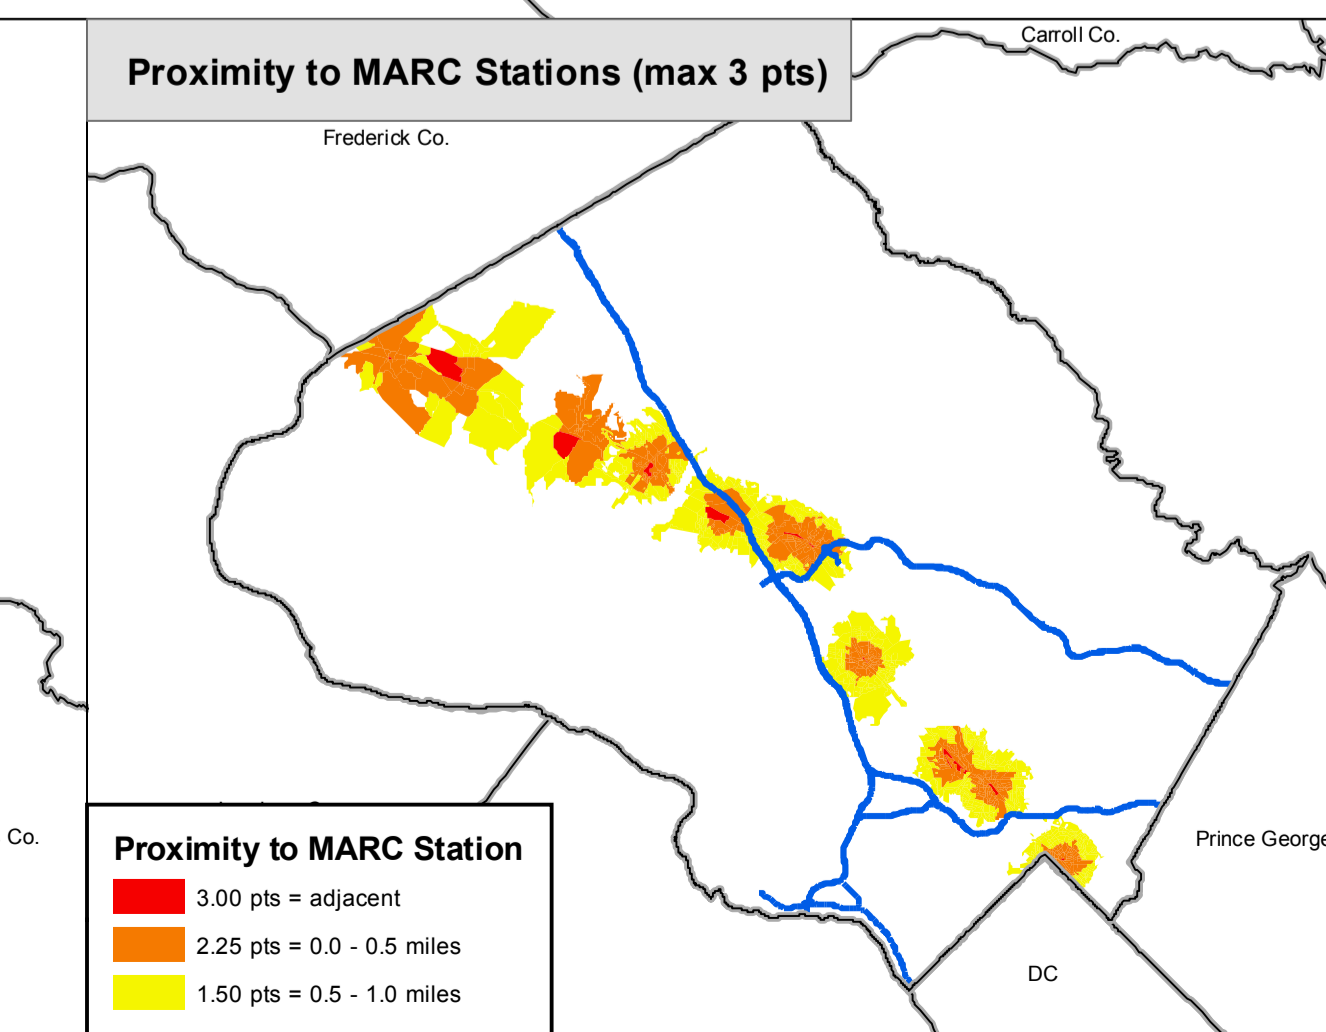 Carroll Co.
Proximity to MARC Stations (max 3 pts)
Frederick Co.
Co.
Prince George
Proximity to MARC Station
3.00 pts = adjacent
2.25 pts = 0.0 - 0.5 miles
1.50 pts = 0.5 - 1.0 miles
DC